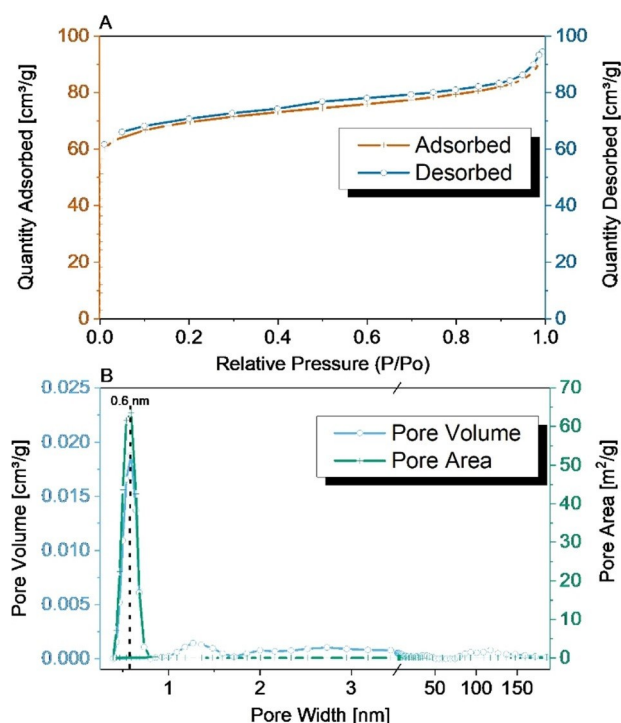 A
100
100
80
80
60
60
40
40
20
20
0
0
Quantity Adsorbed [cm³/g]
Quantity Desorbed [cm³/g]
Adsorbed
Desorbed
0.0 0.2 0.4 0.6 0.8 1.0
Relative Pressure (P/Po)
B
0.025
70
0.6 nm
0.020
60
0.015
50
0.010
40
0.005
30
0.000
20
10
0
Pore Volume [cm³/g]
Pore Area [m²/g]
Pore Volume
Pore Area
1 2 3 50 100 150
Pore Width [nm]